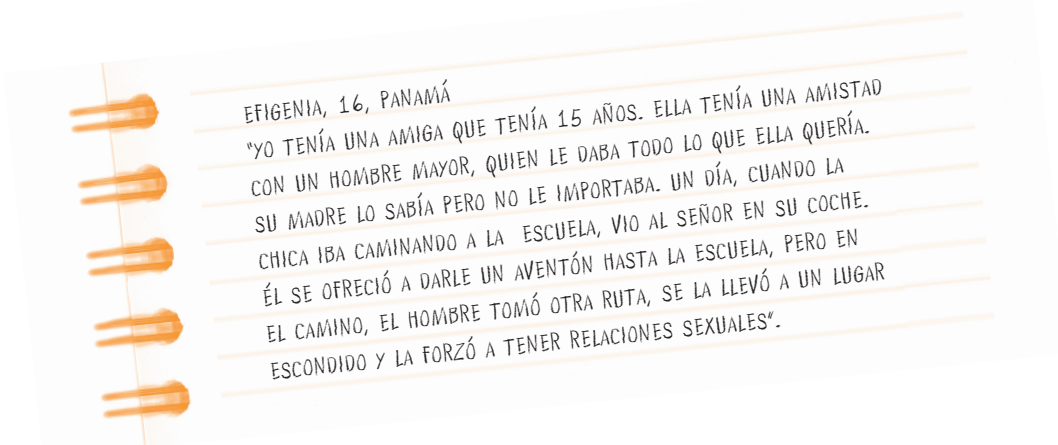 EFIGENIA, 16, PANAMÁ
"YO TENÍA UNA AMIGA QUE TENÍA 15 AÑOS. ELLA TENÍA UNA AMISTAD
CON UN HOMBRE MAYOR, QUIEN LE DABA TODO LO QUE ELLA QUERÍA.
SU MADRE LO SABÍA PERO NO LE IMPORTABA. UN DÍA, CUANDO LA
CHICA IBA CAMINANDO A LA ESCUELA, VIO AL SEÑOR EN SU COCHE.
ÉL SE OFRECIÓ A DARLE UN AVENTÓN HASTA LA ESCUELA, PERO EN
EL CAMINO, EL HOMBRE TOMÓ OTRA RUTA, SE LA LLEVÓ A UN LUGAR
ESCONDIDO Y LA FORZÓ A TENER RELACIONES SEXUALES".